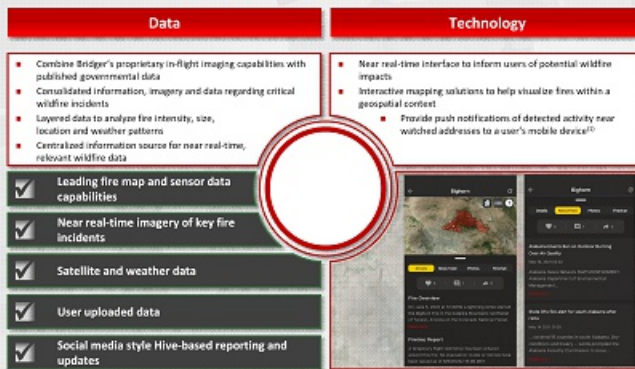 Data
Combine Bridger's proprietary in-flight imaging capabilities with
published governmental data
Consolidated information, imagery and data regarding critical
wildfire incidents
Layered data to analyze fire intensity, size,
location and weather patterns
Centralized information source for near real-time,
relevant wildfire data
Leading fire map and sensor data
capabilities
Near real-time imagery of key fire
incidents
Satellite and weather data
User uploaded data
Social media style Hive-based reporting and
updates
Technology
Near real-time interface to inform users of potential wildfire
impacts
Interactive mapping solutions to help visualize fires within a
geospatial context
Provide push notifications of detected activity near
watched addresses to a user's mobile device
Bighorn
Fire Overview
Bighorn